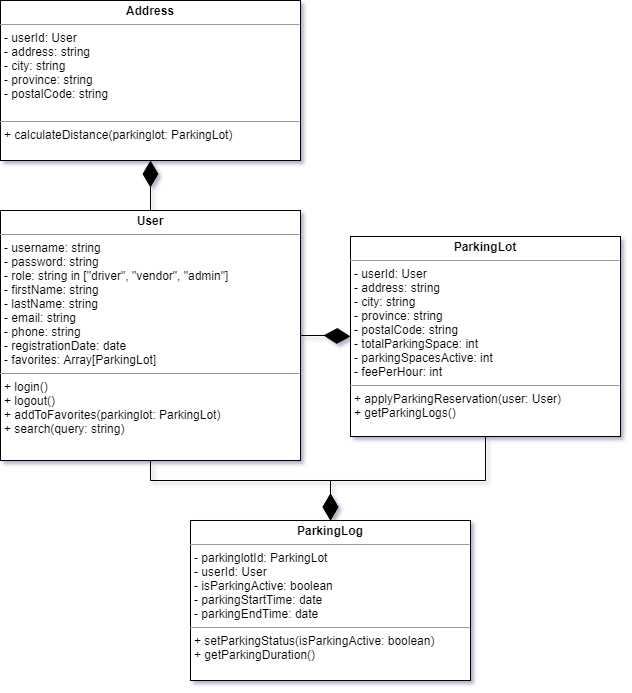 Address
- userId: User
- address: string
- city: string
- province: string
- postalCode: string
+ calculateDistance(parkinglot: ParkingLot)
User
- username: string
- password: string
- role: string in ["driver", "vendor", "admin"]
- firstName: string
- lastName: string
- email: string
- phone: string
- registrationDate: date
- favorites: Array[ParkingLot]
+ login()
+ logout()
+ addToFavorites(parkinglot: ParkingLot)
+ search(query: string)
ParkingLot
- userId: User
- address: string
- city: string
- province: string
- postalCode: string
- totalParkingSpace: int
- parkingSpacesActive: int
- feePerHour: int
+ applyParkingReservation(user: User)
+ getParkingLogs()
ParkingLog
- parkinglotId: ParkingLot
- userId: User
- isParkingActive: boolean
- parkingStartTime: date
- parkingEndTime: date
+ setParkingStatus(isParkingActive: boolean)
+ getParkingDuration()